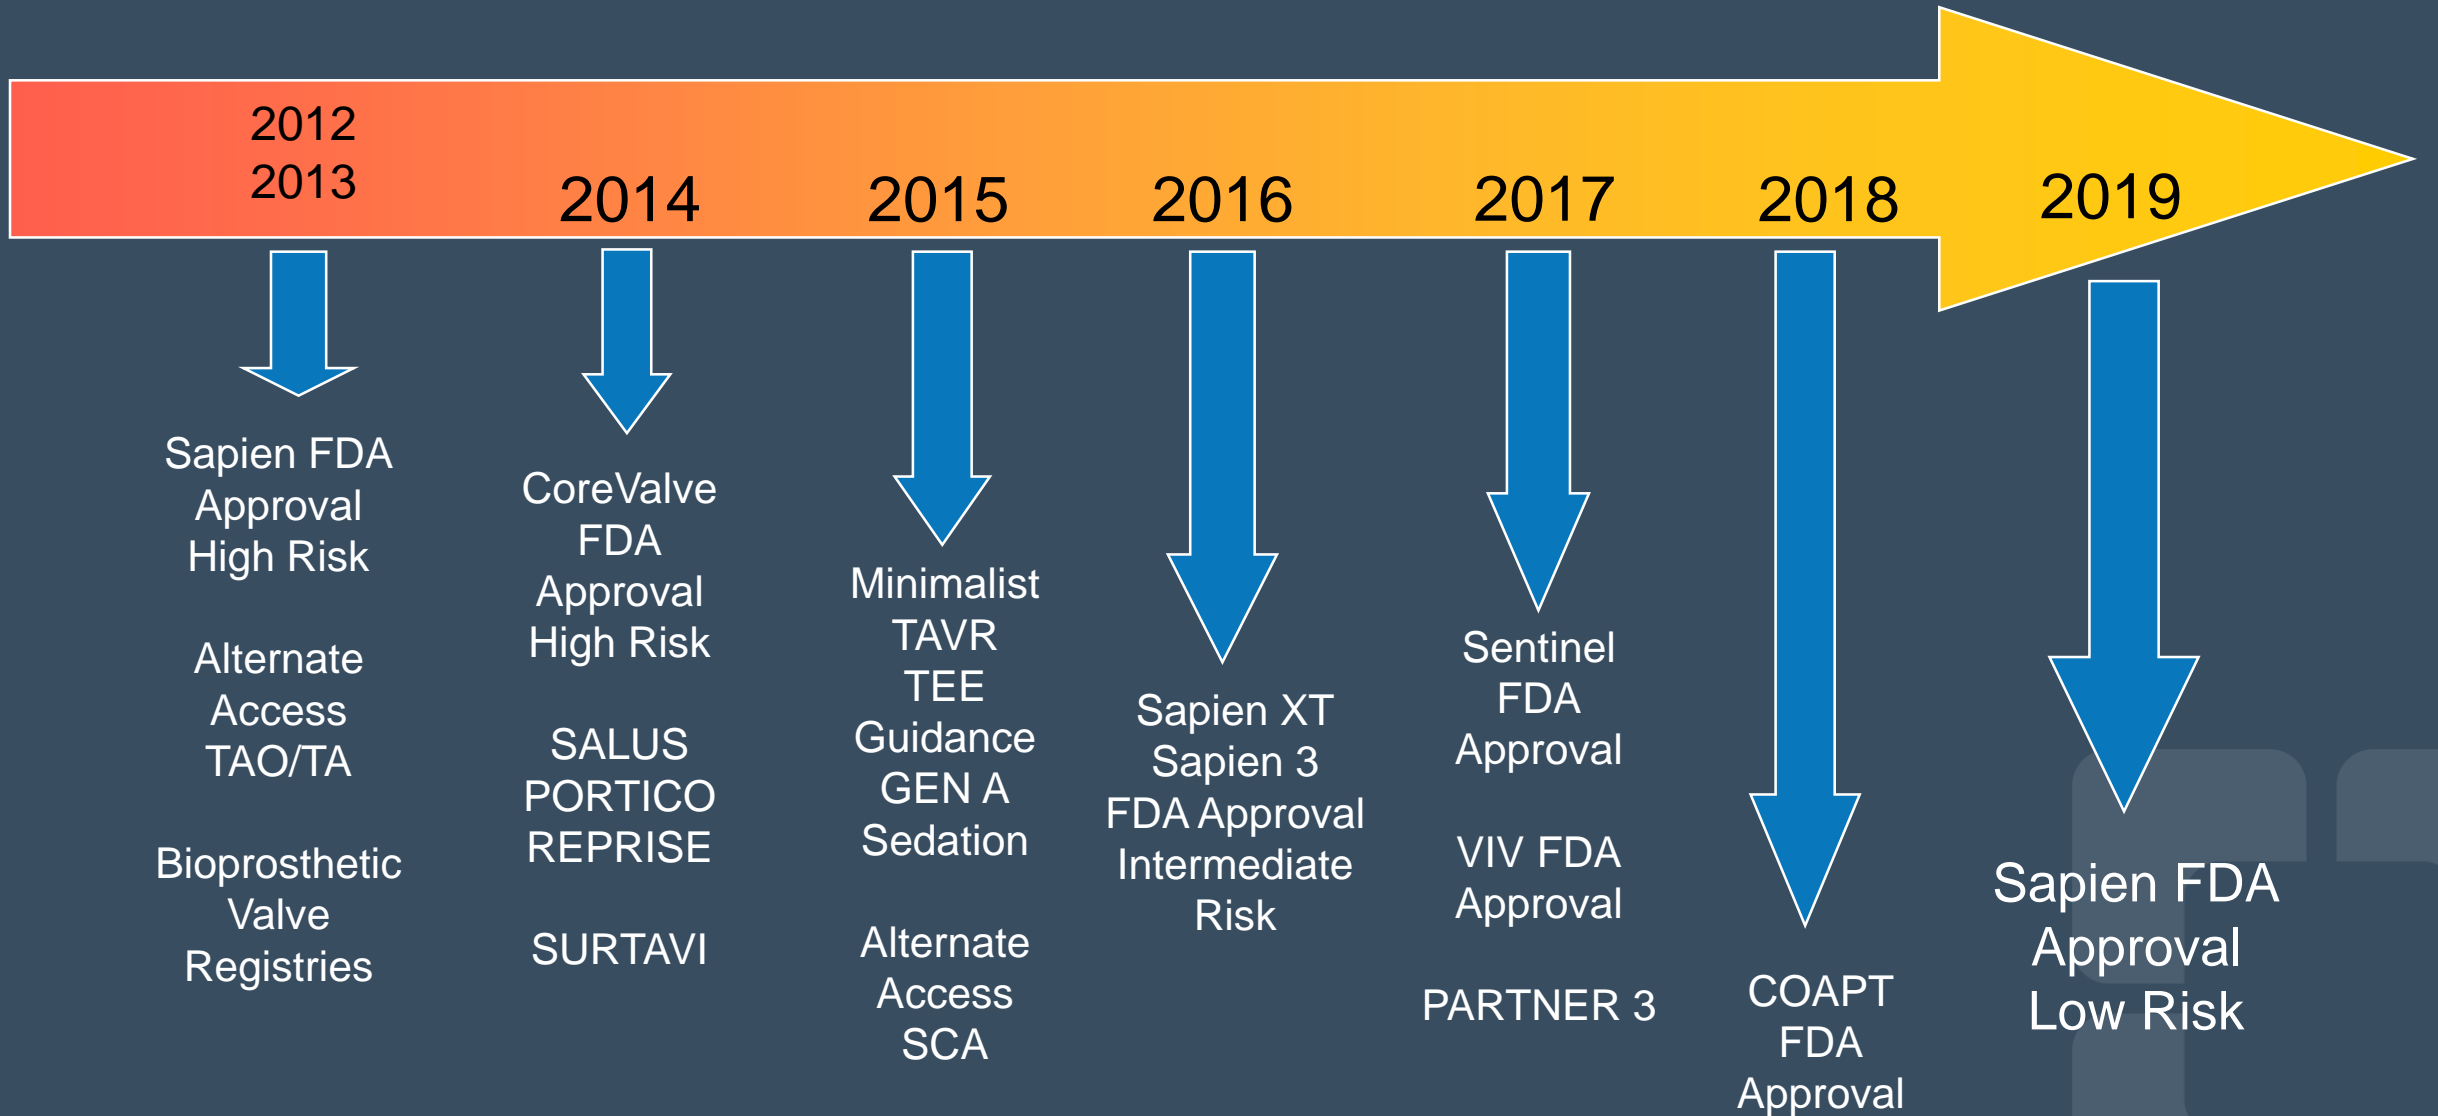 2012
2013
2014
2015
2016
2017
2018
2019
Sapien FDA
Approval
High Risk
Alternate
Access
TAO/TA
Bioprosthetic
Valve
Registries
CoreValve
FDA
Approval
High Risk
SALUS
PORTICO
REPRISE
SURTAVI
Minimalist
TAVR
TEE
Guidance
GEN A
Sedation
Alternate
Access
SCA
Sapien XT
Sapien 3
FDA Approval
Intermediate
Risk
Sentinel
FDA
Approval
VIV FDA
Approval
PARTNER 3
COAPT
FDA
Approval
Sapien FDA
Approval
Low Risk